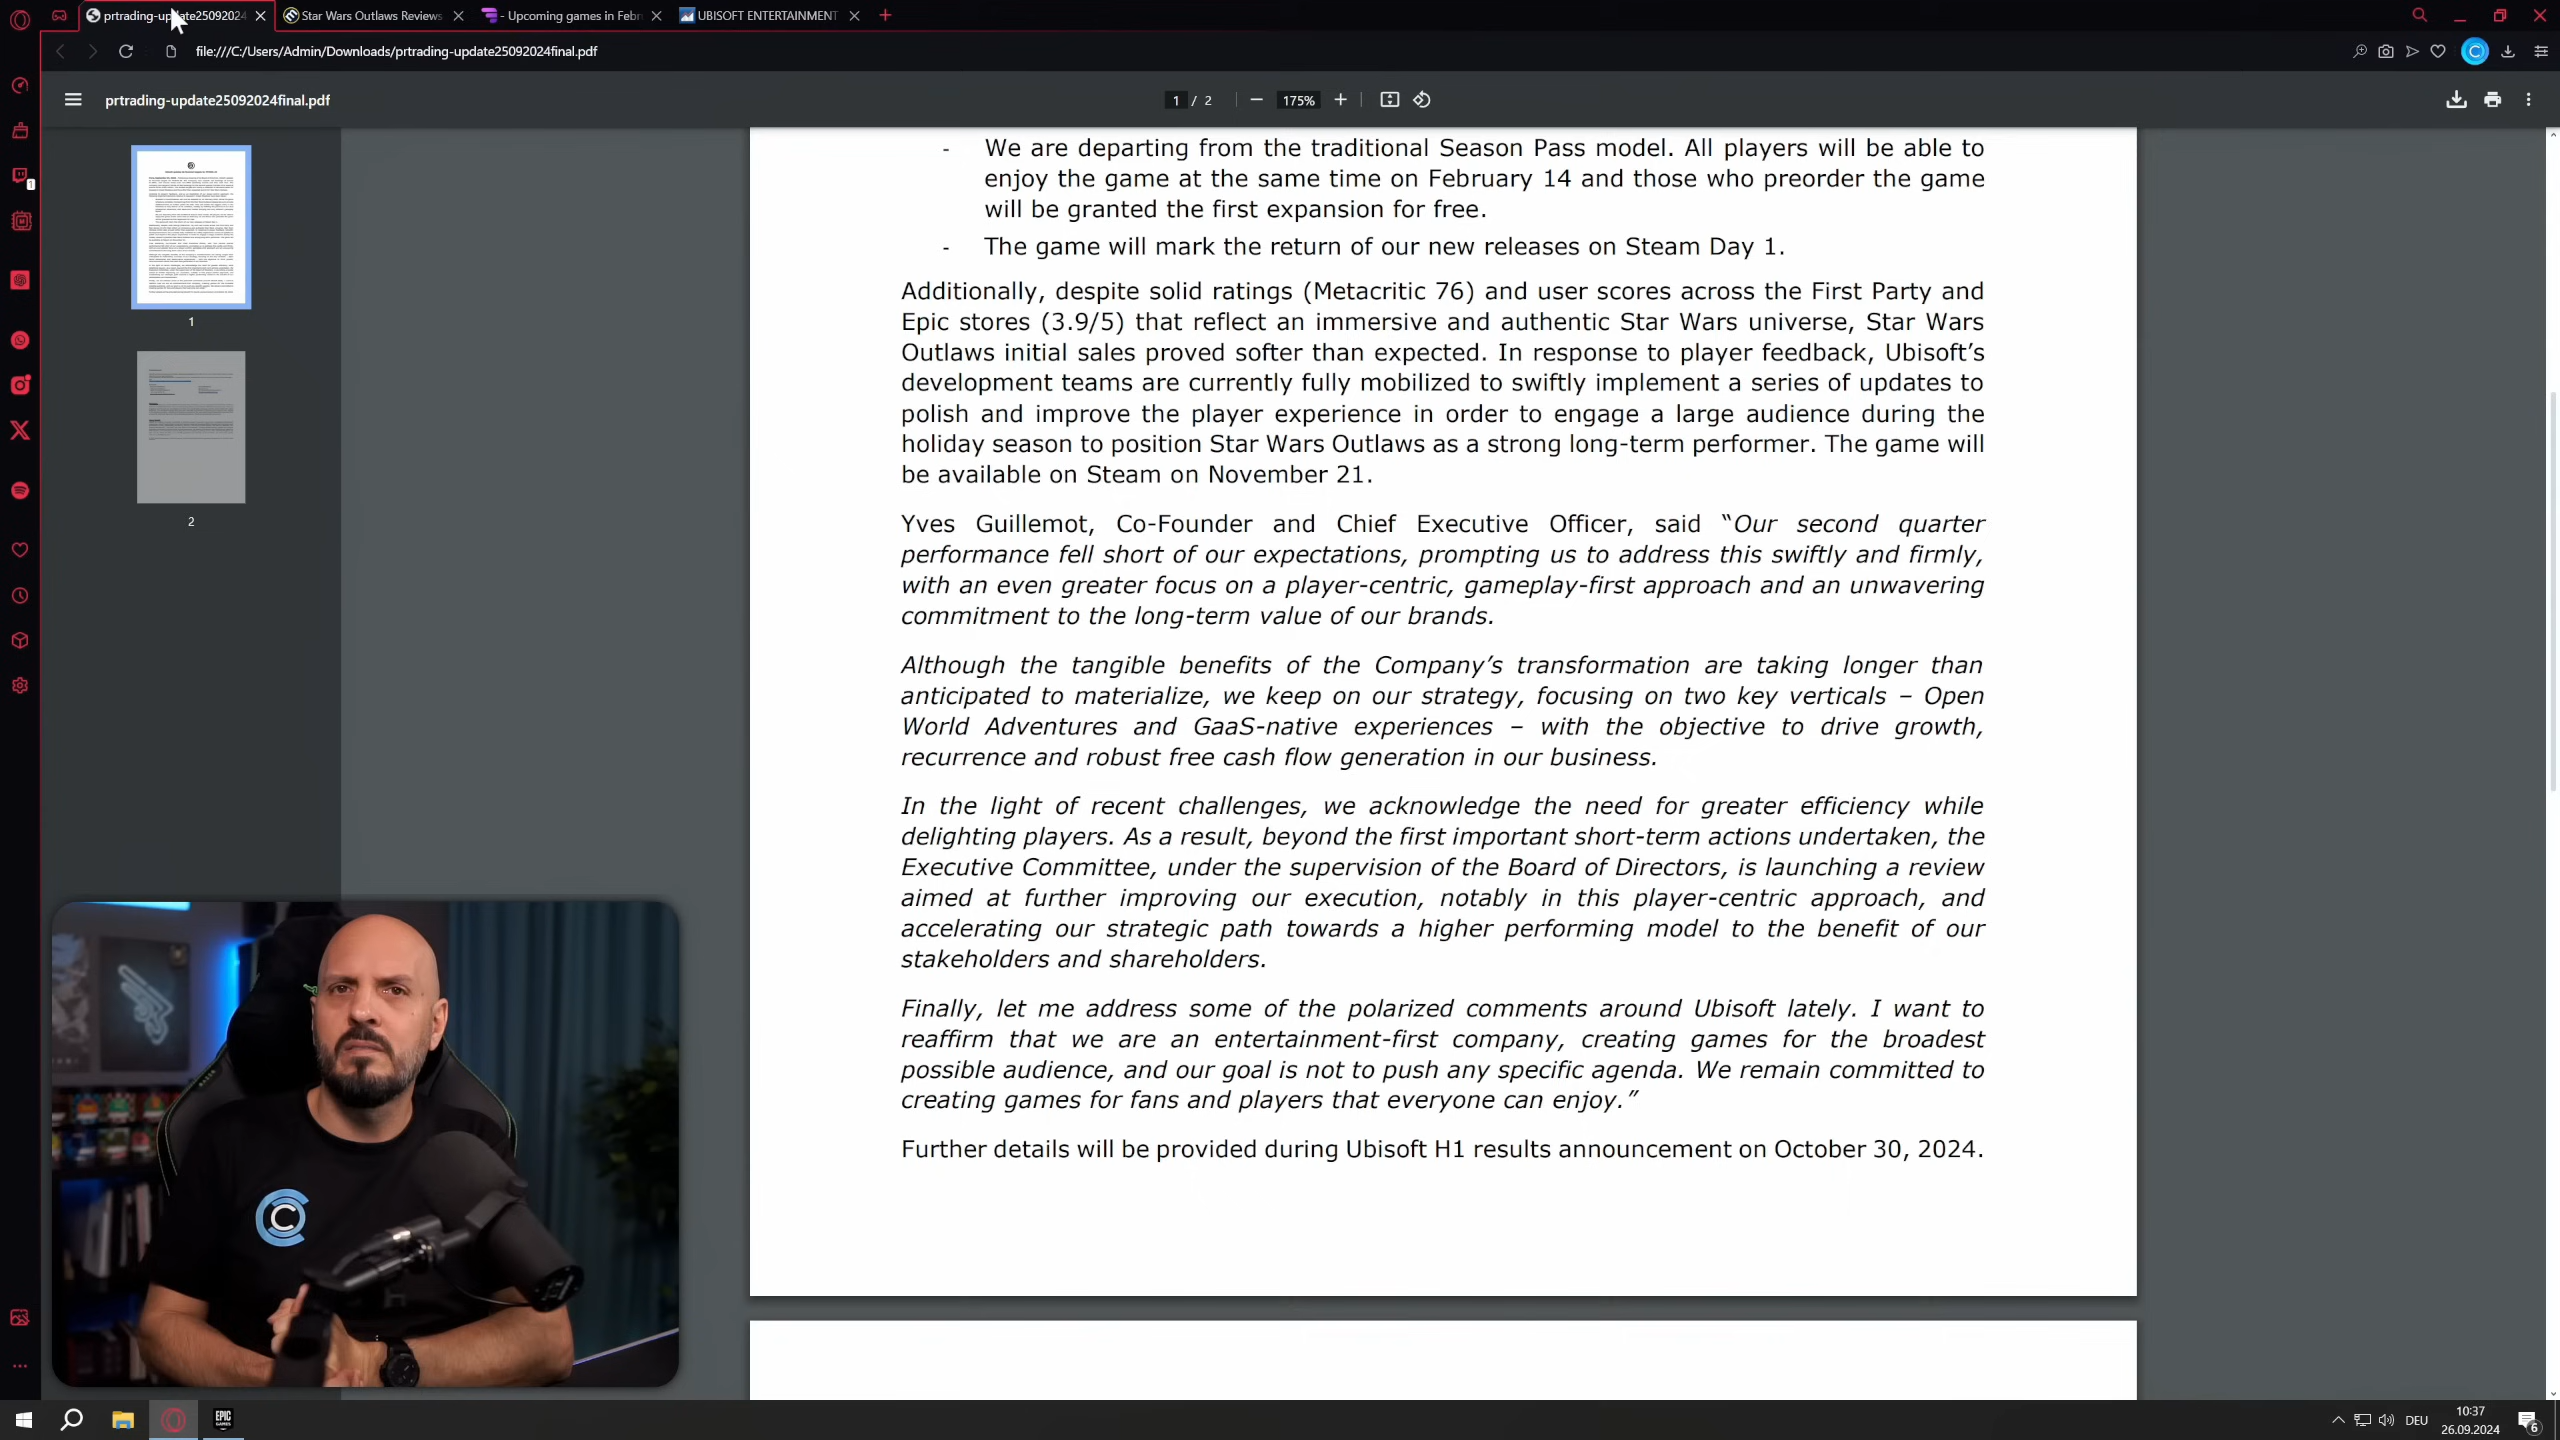 prtrading-update25092024
Star Wars Outlaws Reviews
- Upcoming games in Febr
UBISOFT ENTERTAINMENT
file:///C:/Users/Admin/Downloads/prtrading-update25092024final.pdf
prtrading-update25092024final.pdf
1 / 2
175%
- We are departing from the traditional Season Pass model. All players will be able to
enjoy the game at the same time on February 14 and those who preorder the game
will be granted the first expansion for free.
- The game will mark the return of our new releases on Steam Day 1.
Additionally, despite solid ratings (Metacritic 76) and user scores across the First Party and
Epic stores (3.9/5) that reflect an immersive and authentic Star Wars universe, Star Wars
Outlaws initial sales proved softer than expected. In response to player feedback, Ubisoft's
development teams are currently fully mobilized to swiftly implement a series of updates to
polish and improve the player experience in order to engage a large audience during the
holiday season to position Star Wars Outlaws as a strong long-term performer. The game will
be available on Steam on November 21.
Yves Guillemot, Co-Founder and Chief Executive Officer, said “Our second quarter
performance fell short of our expectations, prompting us to address this swiftly and firmly,
with an even greater focus on a player-centric, gameplay-first approach and an unwavering
commitment to the long-term value of our brands.
Although the tangible benefits of the Company’s transformation are taking longer than
anticipated to materialize, we keep on our strategy, focusing on two key verticals – Open
World Adventures and GaaS-native experiences – with the objective to drive growth,
recurrence and robust free cash flow generation in our business.
In the light of recent challenges, we acknowledge the need for greater efficiency while
delighting players. As a result, beyond the first important short-term actions undertaken, the
Executive Committee, under the supervision of the Board of Directors, is launching a review
aimed at further improving our execution, notably in this player-centric approach, and
accelerating our strategic path towards a higher performing model to the benefit of our
stakeholders and shareholders.
Finally, let me address some of the polarized comments around Ubisoft lately. I want to
reaffirm that we are an entertainment-first company, creating games for the broadest
possible audience, and our goal is not to push any specific agenda. We remain committed to
creating games for fans and players that everyone can enjoy.”
Further details will be provided during Ubisoft H1 results announcement on October 30, 2024.
1
2
1
EPIC
GAMES
DEU
10:37
26.09.2024
6